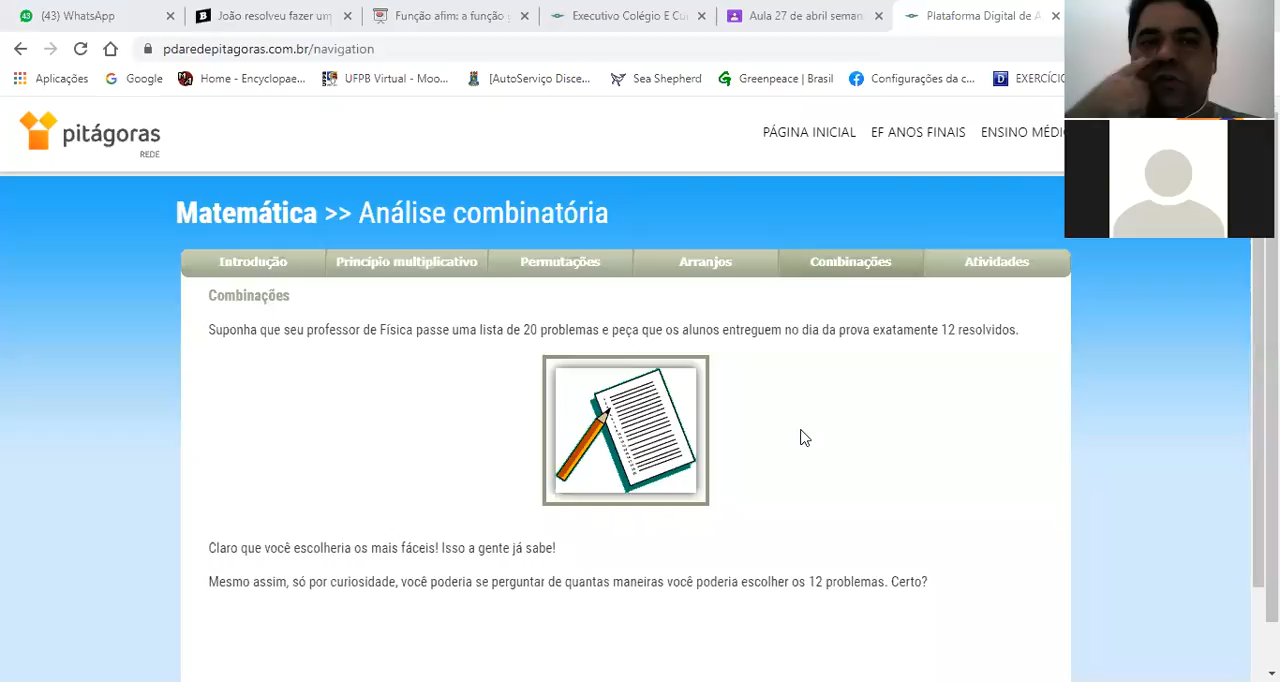 (43) WhatsApp
João resolveu fazer um
Função afim: a função
Executivo Colégio E Cu
Aula 27 de abril seman
Plataforma Digital de A
pdaredepitagoras.com.br/navigation
Aplicações
Google
Home - Encyclopae...
UFPB Virtual - Moo...
[AutoServiço Disce...
Sea Shepherd
Greenpeace | Brasil
Configurações da c...
EXERCÍCIO
pitágoras
REDE
PÁGINA INICIAL
EF ANOS FINAIS
ENSINO MÉDI
Matemática >> Análise combinatória
Introdução
Princípio multiplicativo
Permutações
Arranjos
Combinações
Atividades
Combinações
Suponha que seu professor de Física passe uma lista de 20 problemas e peça que os alunos entreguem no dia da prova exatamente 12 resolvidos.
Claro que você escolheria os mais fáceis! Isso a gente já sabe!
Mesmo assim, só por curiosidade, você poderia se perguntar de quantas maneiras você poderia escolher os 12 problemas. Certo?